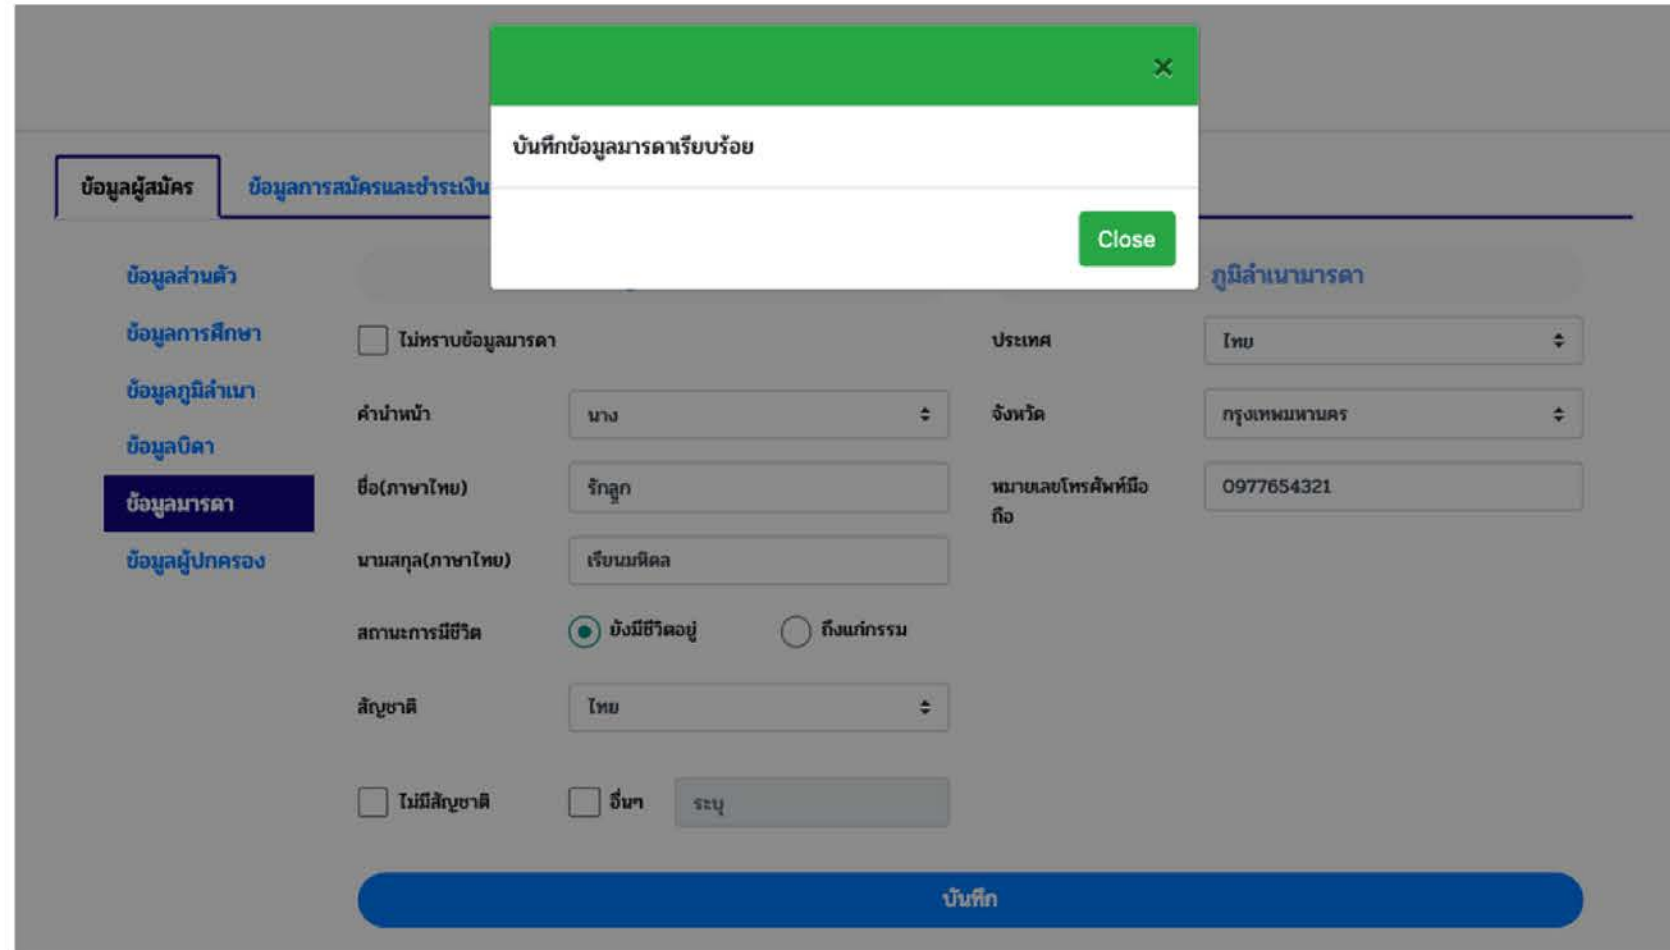 ×
บันทึกข้อมูลมารดาเรียบร้อย
Close
ข้อมูลผู้สมัคร
ข้อมูลการสมัครและชำระเงิน
ข้อมูลส่วนตัว
ข้อมูลการศึกษา
ข้อมูลภูมิลำเนา
ข้อมูลบิดา
ข้อมูลมารดา
ข้อมูลผู้ปกครอง
ไม่ทราบข้อมูลมารดา
คำนำหน้า นาง
ชื่อ(ภาษาไทย) รักลูก
นามสกุล(ภาษาไทย) เรียนมหิดล
สถานะการมีชีวิต ยังมีชีวิตอยู่ ถึงแก่กรรม
สัญชาติ ไทย
ไม่มีสัญชาติ อื่นๆ ระบุ
ภูมิลำเนามารดา
ประเทศ ไทย
จังหวัด กรุงเทพมหานคร
หมายเลขโทรศัพท์มือ 0977654321
ถือ
บันทึก